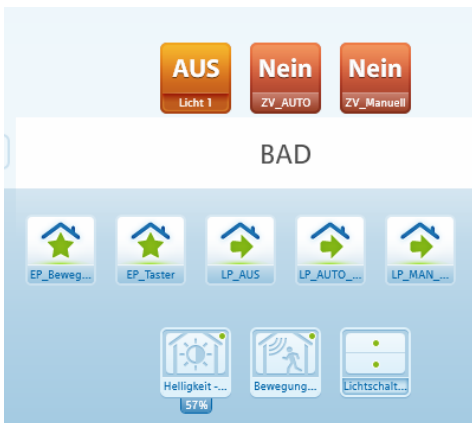 AUS Nein Nein
Licht 1 ZV_AUTO ZV_Manuell
BAD
EP_Beweg... EP_Taster LP_AUS LP_AUTO_... LP_MAN_...
Helligkeit -... Bewegung... Lichtschalt...
57%